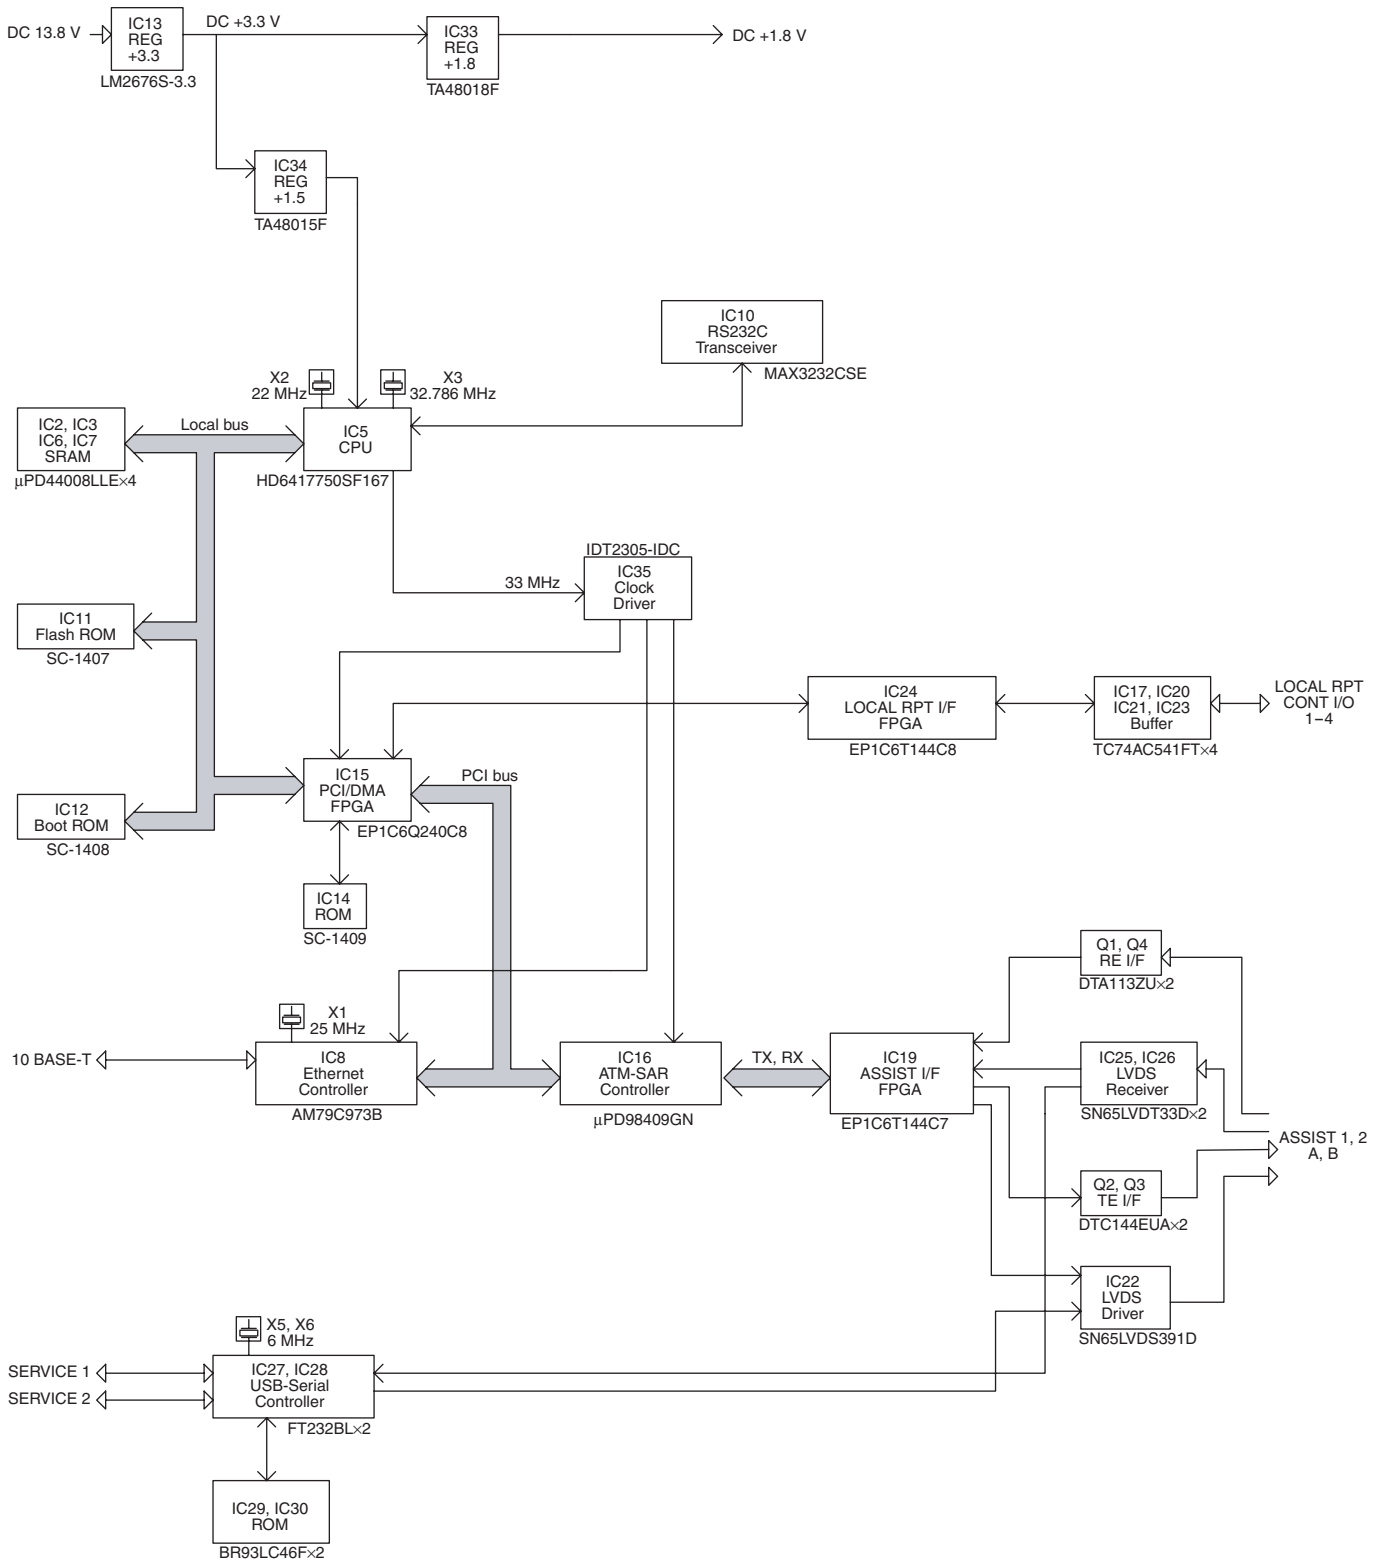 DC 13.8 V
IC13
REG
+3.3
LM2676S-3.3
DC +3.3 V
IC33
REG
+1.8
TA48018F
DC +1.8 V
IC34
REG
+1.5
TA48015F
IC10
RS232C
Transceiver
MAX3232CSE
X2
22 MHz
X3
32.786 MHz
IC2, IC3
IC6, IC7
SRAM
µPD44008LLE×4
Local bus
IC5
CPU
HD6417750SF167
IDT2305-IDC
IC35
Clock
Driver
33 MHz
IC11
Flash ROM
SC-1407
IC24
LOCAL RPT I/F
FPGA
EP1C6T144C8
IC17, IC20
IC21, IC23
Buffer
TC74AC541FT×4
LOCAL RPT
CONT I/O
1–4
IC15
PCI/DMA
FPGA
EP1C6Q240C8
PCI bus
IC12
Boot ROM
SC-1408
IC14
ROM
SC-1409
Q1, Q4
RE I/F
DTA113ZU×2
X1
25 MHz
10 BASE-T
IC8
Ethernet
Controller
AM79C973B
IC16
ATM-SAR
Controller
µPD98409GN
TX, RX
IC19
ASSIST I/F
FPGA
EP1C6T144C7
IC25, IC26
LVDS
Receiver
SN65LVDT33D×2
ASSIST 1, 2
A, B
Q2, Q3
TE I/F
DTC144EUA×2
IC22
LVDS
Driver
SN65LVDS391D
X5, X6
6 MHz
SERVICE 1
SERVICE 2
IC27, IC28
USB-Serial
Controller
FT232BL×2
IC29, IC30
ROM
BR93LC46F×2